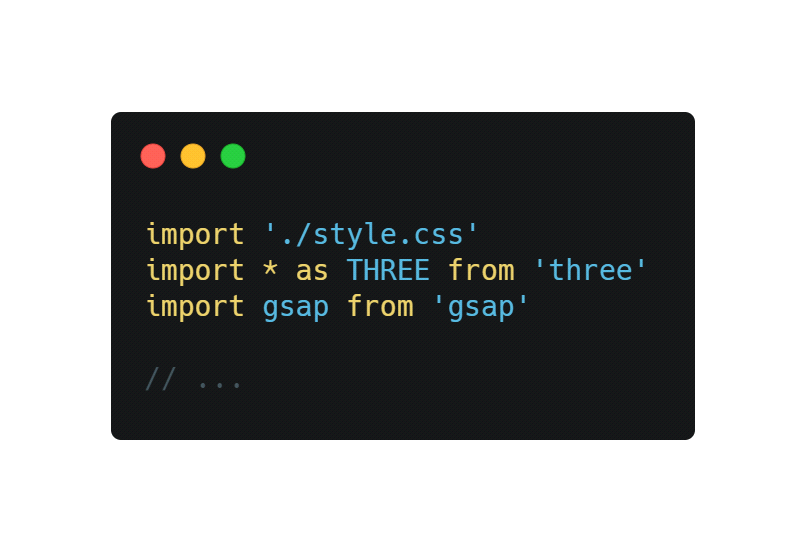 import './style.css'
import * as THREE from 'three'
import gsap from 'gsap'
// ...